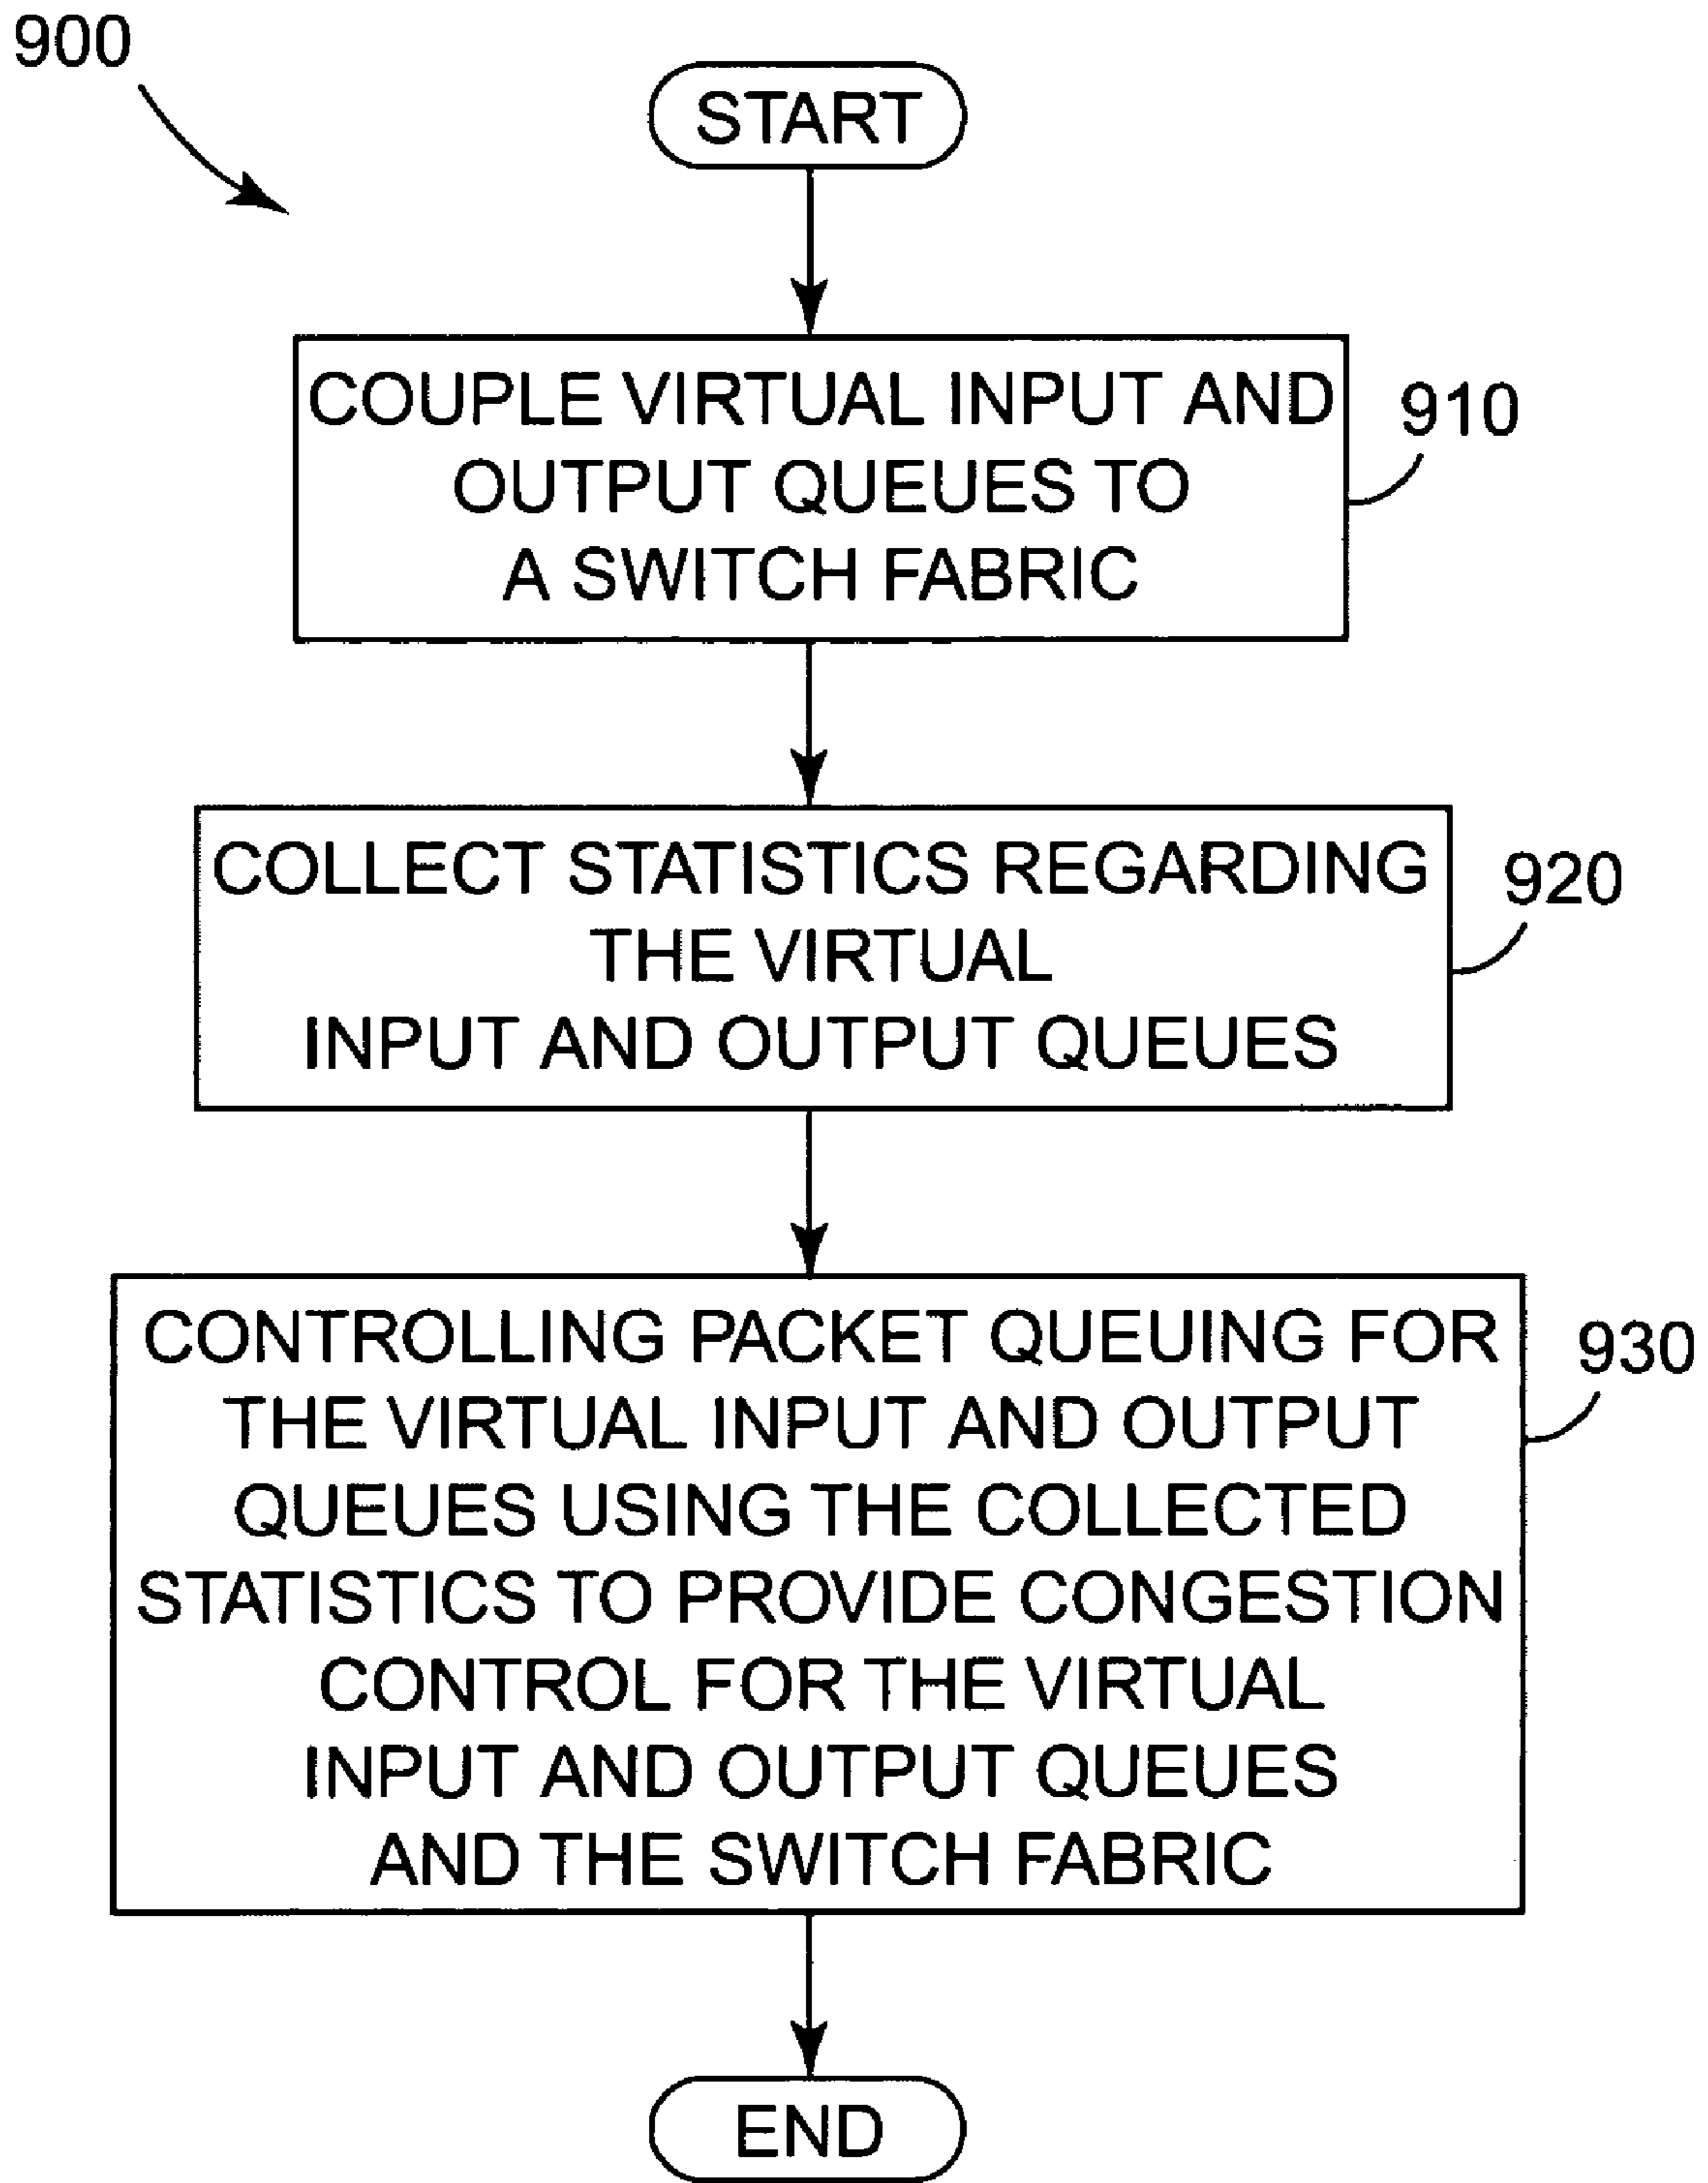 900
START
COUPLE VIRTUAL INPUT AND
OUTPUT QUEUES TO
A SWITCH FABRIC
910
COLLECT STATISTICS REGARDING
THE VIRTUAL
INPUT AND OUTPUT QUEUES
920
CONTROLLING PACKET QUEUING FOR
THE VIRTUAL INPUT AND OUTPUT
QUEUES USING THE COLLECTED
STATISTICS TO PROVIDE CONGESTION
CONTROL FOR THE VIRTUAL
INPUT AND OUTPUT QUEUES
AND THE SWITCH FABRIC
930
END